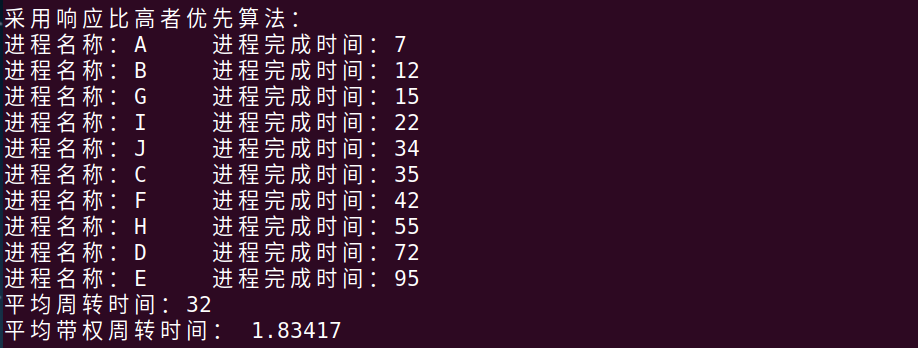 采用响应比高者优先算法：
进程名称：A 进程完成时间：7
进程名称：B 进程完成时间：12
进程名称：G 进程完成时间：15
进程名称：I 进程完成时间：22
进程名称：J 进程完成时间：34
进程名称：C 进程完成时间：35
进程名称：F 进程完成时间：42
进程名称：H 进程完成时间：55
进程名称：D 进程完成时间：72
进程名称：E 进程完成时间：95
平均周转时间：32
平均带权周转时间： 1.83417